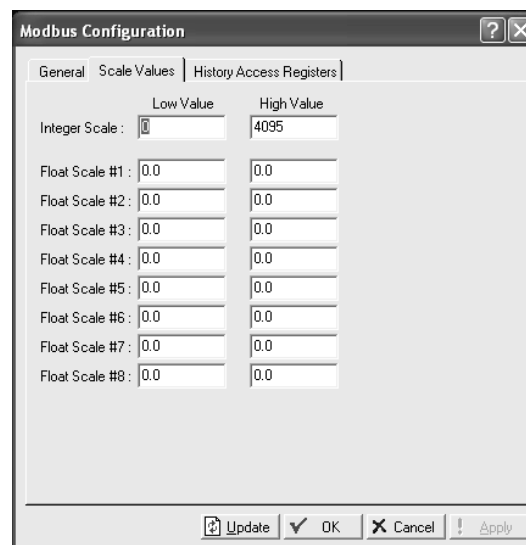 Modbus Configuration
General Scale Values History Access Registers
Low Value High Value
Integer Scale : 0 4095
Float Scale #1 : 0.0 0.0
Float Scale #2 : 0.0 0.0
Float Scale #3 : 0.0 0.0
Float Scale #4 : 0.0 0.0
Float Scale #5 : 0.0 0.0
Float Scale #6 : 0.0 0.0
Float Scale #7 : 0.0 0.0
Float Scale #8 : 0.0 0.0
Update OK Cancel ! Apply